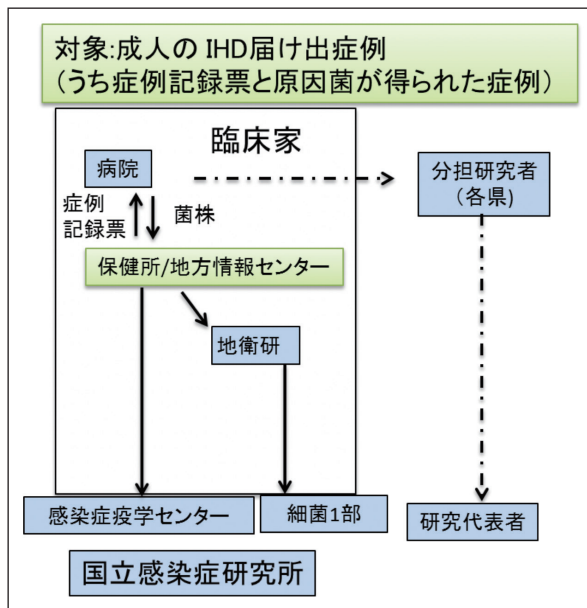 対象:成人の IHD届け出症例
（うち症例記録票と原因菌が得られた症例）
臨床家
病院
分担研究者
（各県)
症例
記録票
菌株
保健所/地方情報センター
地衛研
感染症疫学センター
細菌1部
研究代表者
国立感染症研究所